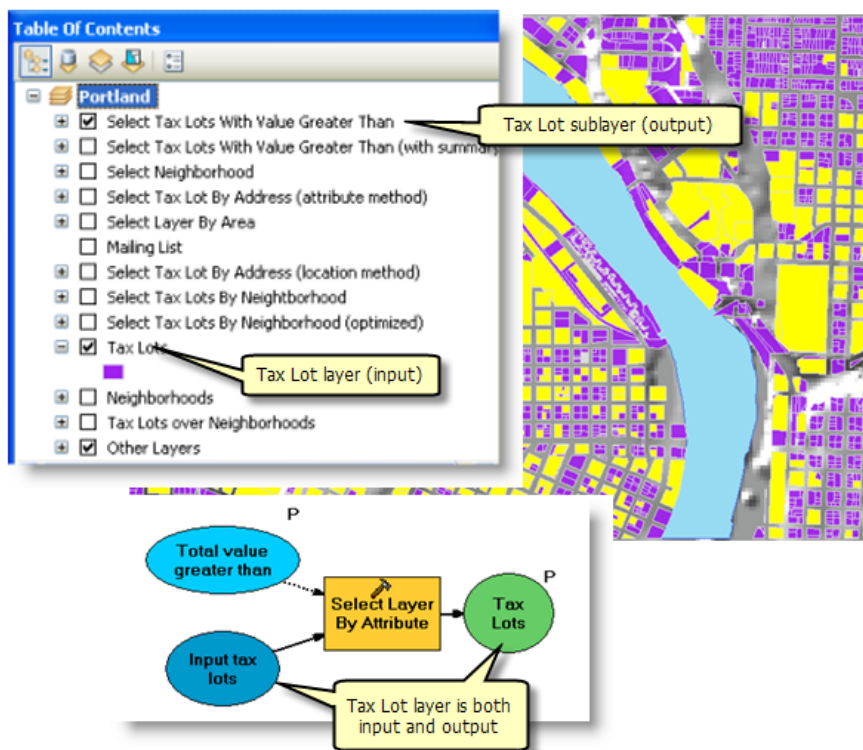 Table Of Contents
Portland
Select Tax Lots With Value Greater Than
Tax Lot sublayer (output)
Select Tax Lots With Value Greater Than (with summary
Select Neighborhood
Select Tax Lot By Address (attribute method)
Select Layer By Area
Mailing List
Select Tax Lot By Address (location method)
Select Tax Lots By Neightborhood
Select Tax Lots By Neighborhood (optimized)
Tax Lots
Tax Lot layer (input)
Neighborhoods
Tax Lots over Neighborhoods
Other Layers
P
Total value
greater than
P
Select Layer
By Attribute
Tax
Lots
Input tax
lots
Tax Lot layer is both
input and output